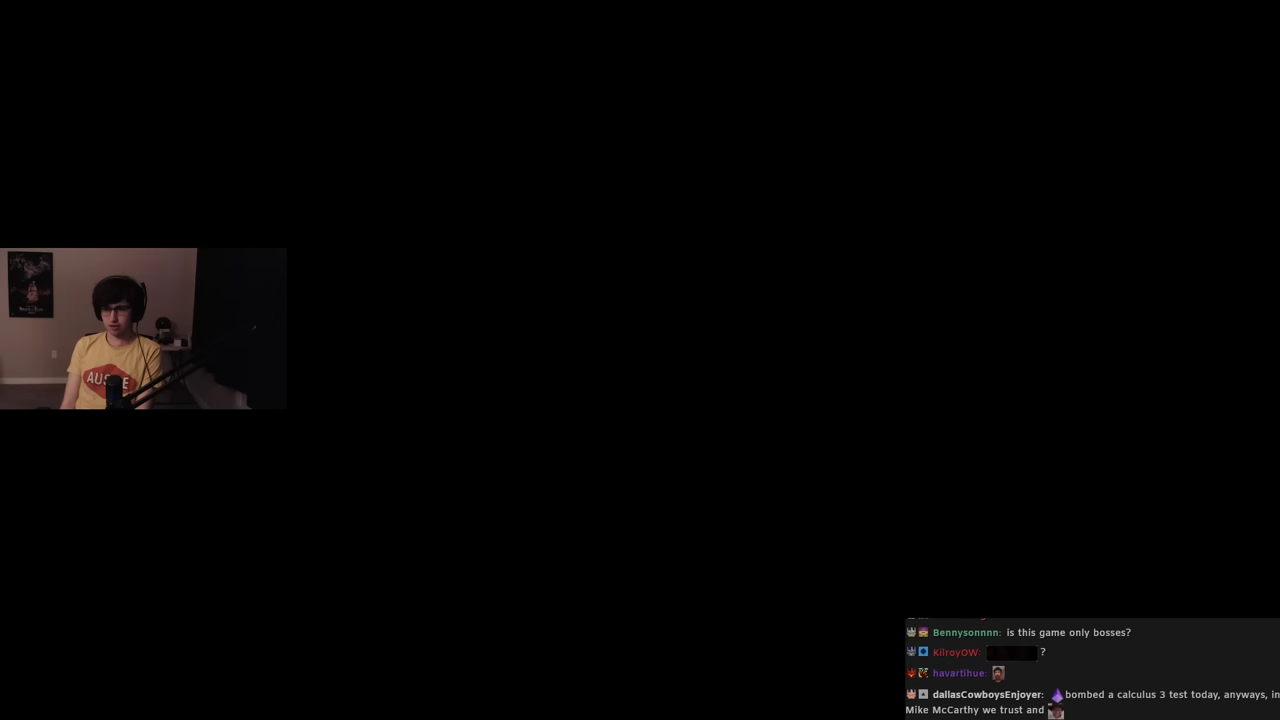 AUS E
Bennysonnnn: is this game only bosses?
KilroyOW: ?
havartihue:
dallasCowboysEnjoyer: bombed a calculus 3 test today, anyways, in
Mike McCarthy we trust and